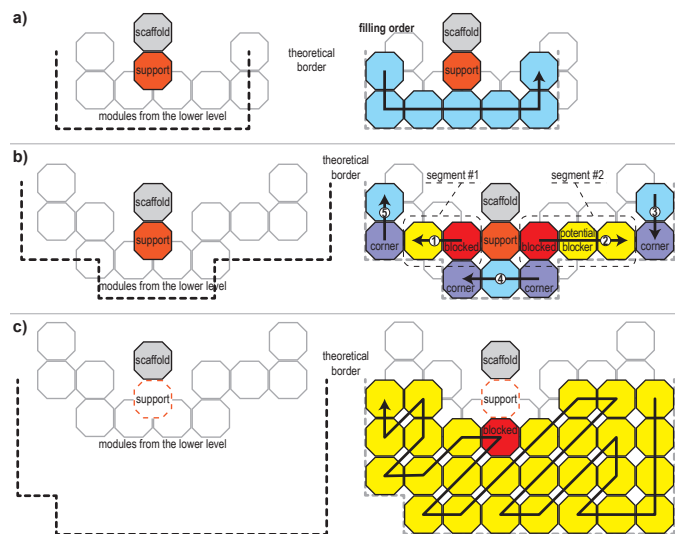 a)
scaffold
support
modules from the lower level
theoretical
border
filling order
scaffold
support
b)
scaffold
support
modules from the lower level
theoretical
border
segment #1
segment #2
scaffold
support
5
corner
1
blocked
blocked
potential
blocker
2
3
corner
corner
4
corner
c)
scaffold
support
modules from the lower level
theoretical
border
scaffold
support
blocked